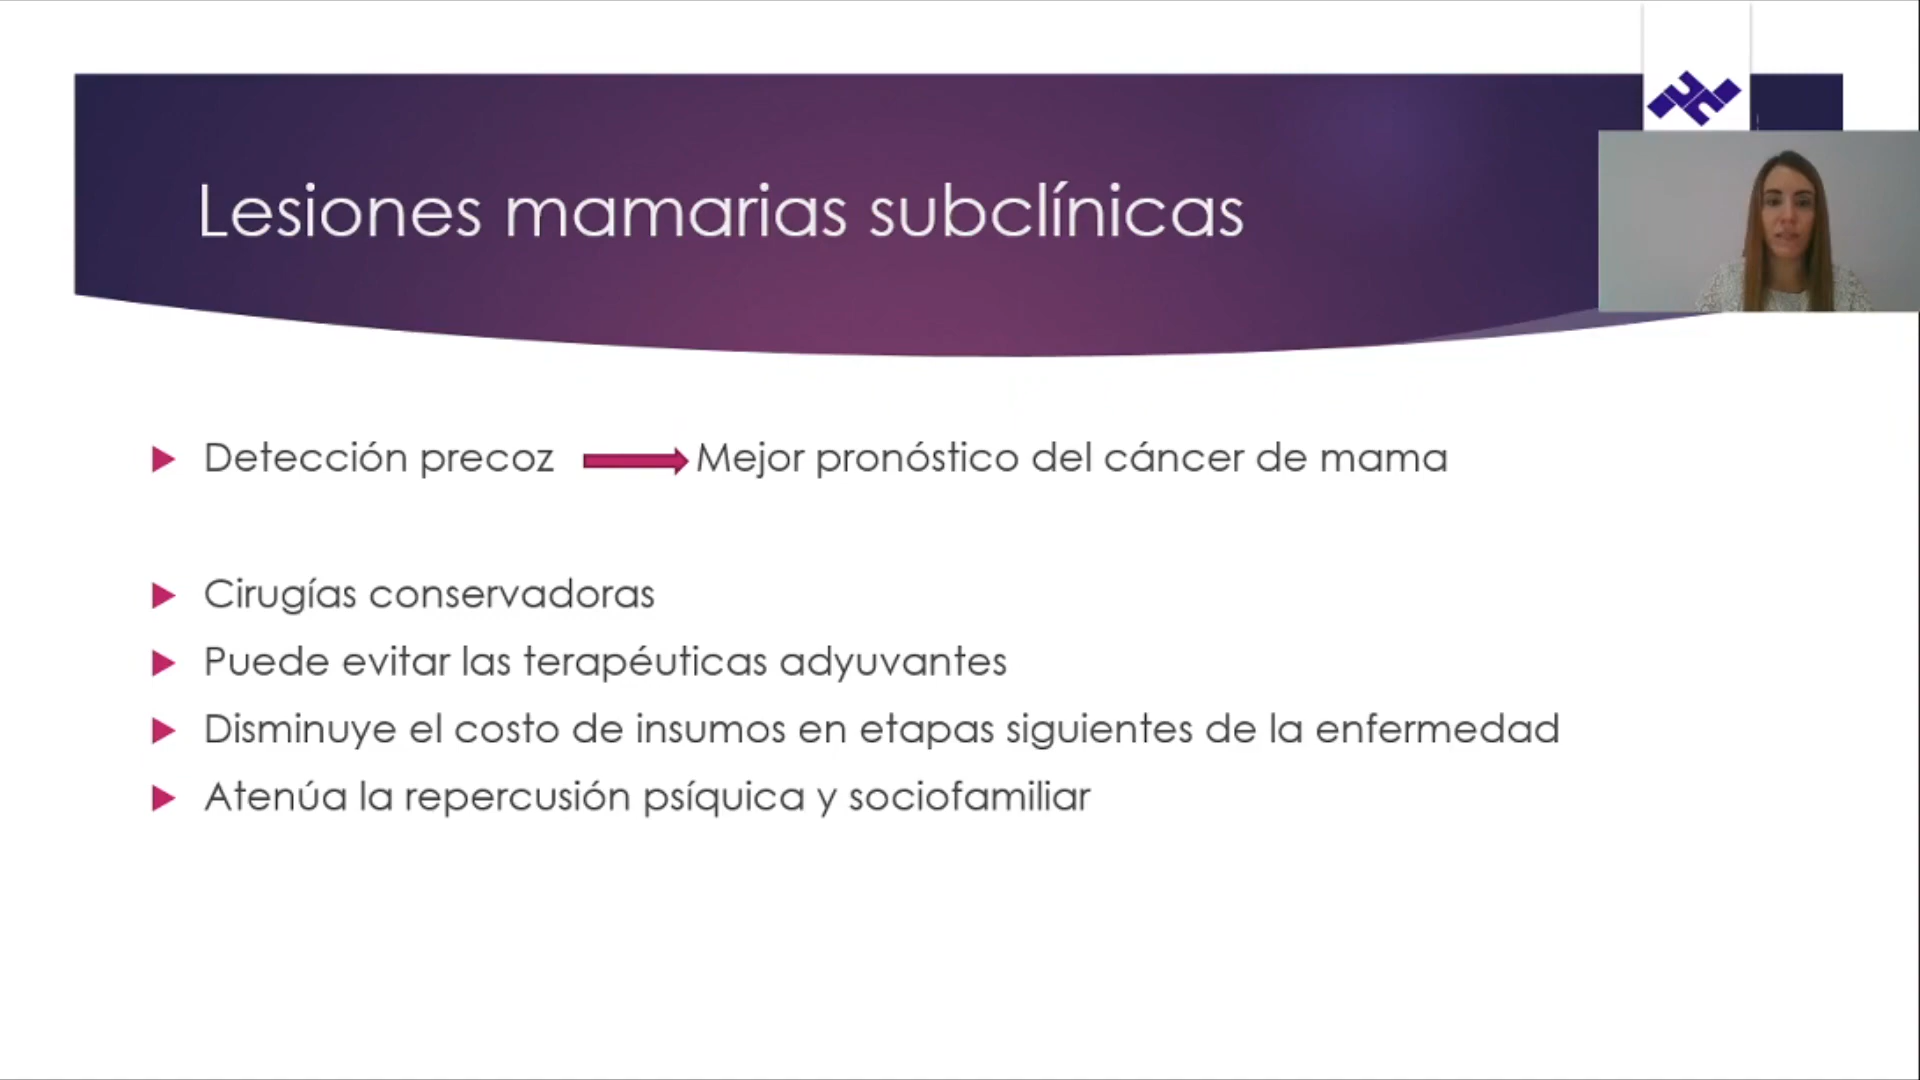 Lesiones mamarias subclínicas
Detección precoz Mejor pronóstico del cáncer de mama
Cirugías conservadoras
Puede evitar las terapéuticas adyuvantes
Disminuye el costo de insumos en etapas siguientes de la enfermedad
Atenúa la repercusión psíquica y sociofamiliar